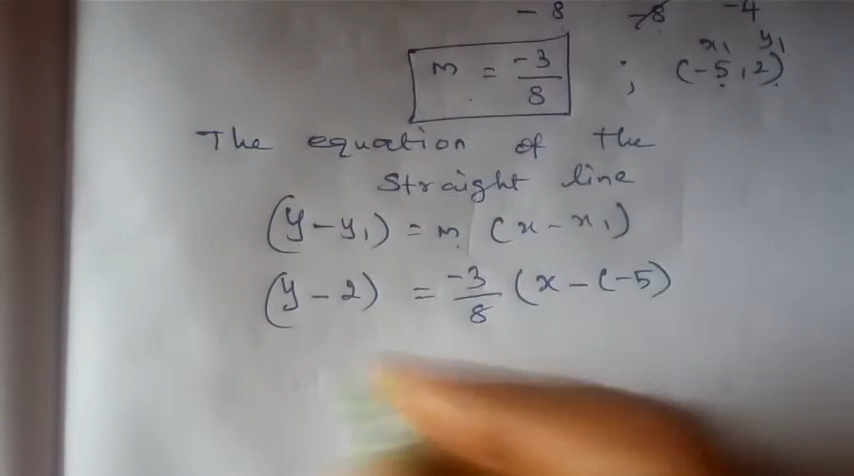 - 8 -8 -4
x₁ y₁
m = -3/8 ; (-5, 2)
The equation of the
Straight line
(y - y₁) = m (x - x₁)
(y - 2) = -3/8 (x - (-5)